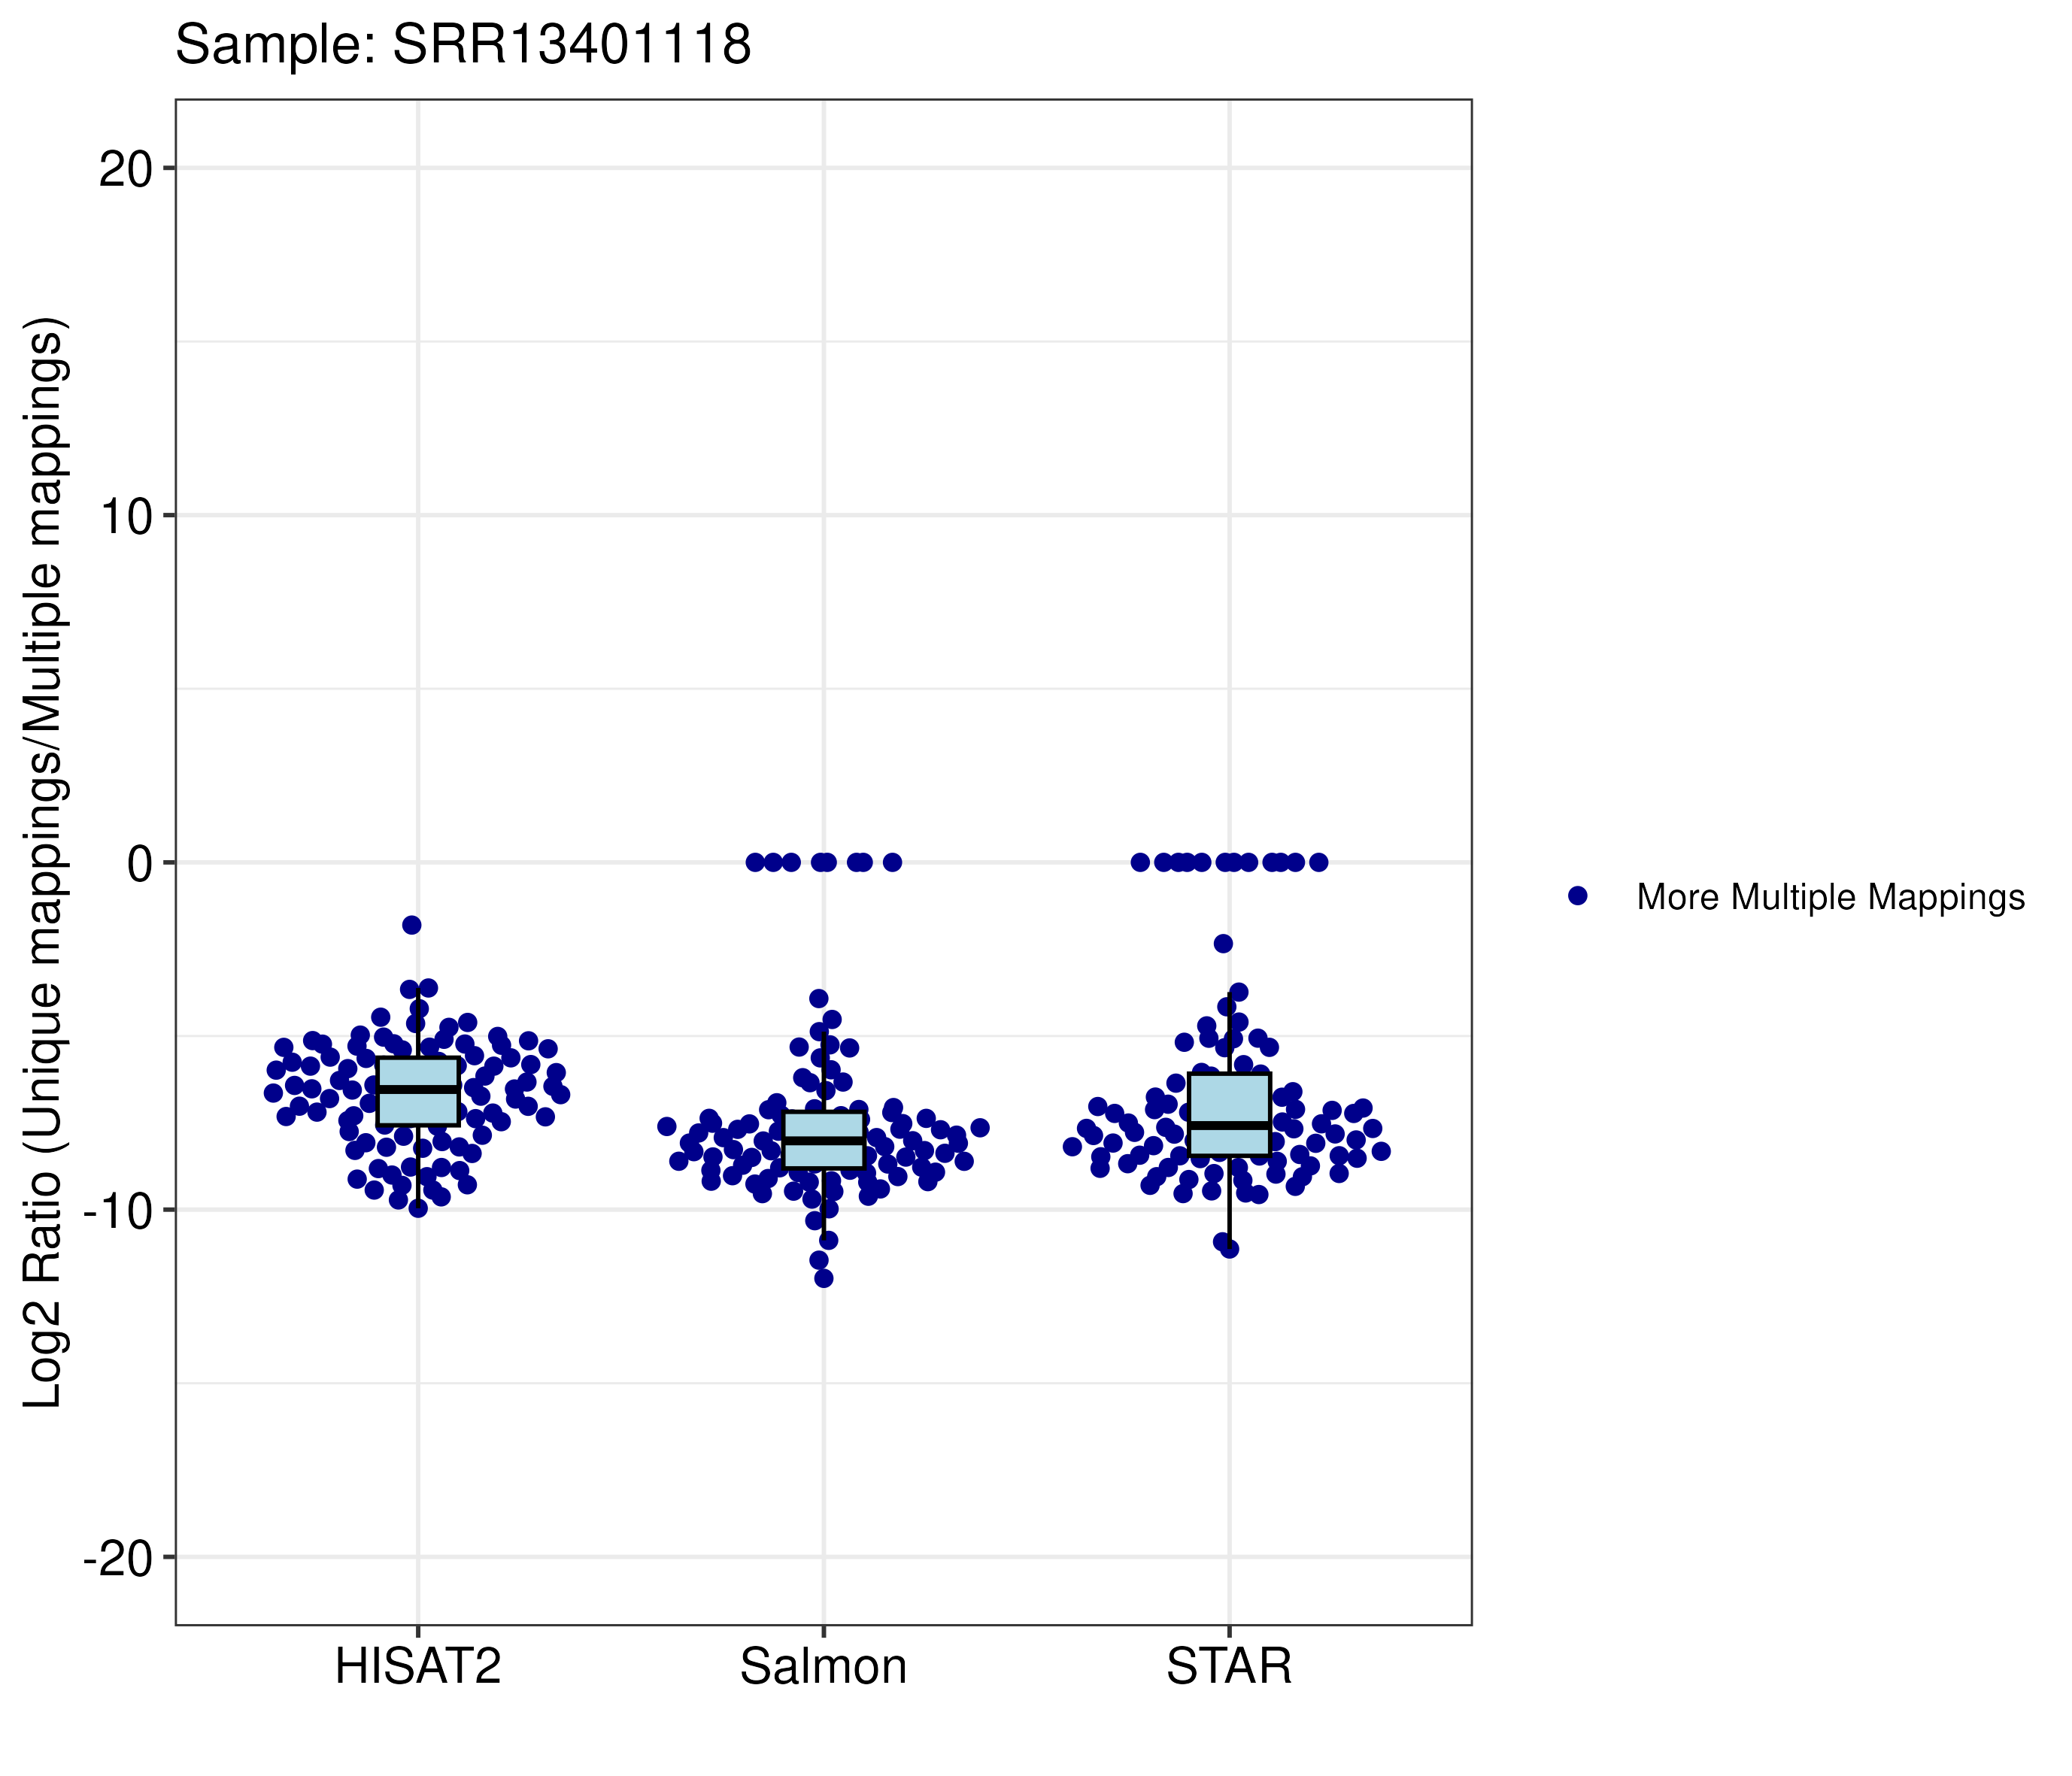 Sample: SRR13401118
Log2 Ratio (Unique mappings/Multiple mappings)
20
10
0
-10
-20
HISAT2
Salmon
STAR
More Multiple Mappings